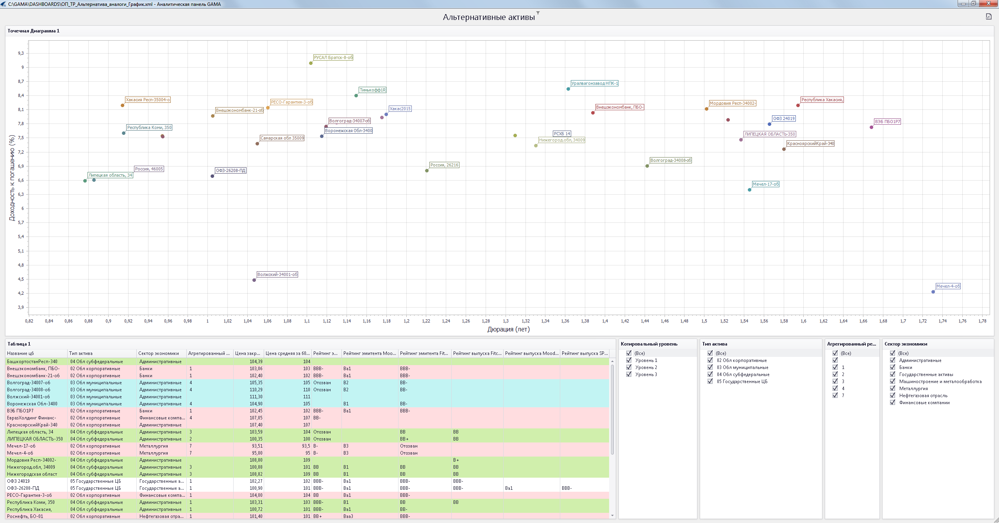 C:\GAMA\DASHBOARDS\ОП_ТР_Альтернатива_аналоги_График.xml - Аналитическая панель GAMA
Альтернативные активы
Точечная Диаграмма 1
Доходность к погашению (%)
9,3
9
8,7
8,4
8,1
7,8
7,5
7,2
6,9
6,6
6,3
6
5,7
5,4
5,1
4,8
4,5
4,2
3,9
РУСАЛ Братск-8-об
Уралвагонзавод НПК-1
Тинькофф1R
Хакасия Респ-35004-о
Республика Хакасия,
РЕСО-Гарантия-3-об
Мордовия Респ-34002-
Внешэкономбанк, ПБО-
Хакас2015
Внешэкономбанк-21-об
ОФЗ 24019
Волгоград-34007-об
ВЭБ ПБО1Р7
Республика Коми, 350
Воронежская Обл-3400
РСХБ 14
ЛИПЕЦКАЯ ОБЛАСТЬ-350
Самарская обл 35009
Нижегород.обл, 34009
КрасноярскийКрай-340
Волгоград-34008-об
Россия, 26216
Россия, 46005
ОФЗ-26208-ПД
Липецкая область, 34
Мечел-17-об
Волжский-34001-об
Мечел-4-об
0,82 0,84 0,86 0,88 0,9 0,92 0,94 0,96 0,98 1 1,02 1,04 1,06 1,08 1,1 1,12 1,14 1,16 1,18 1,2 1,22 1,24 1,26 1,28 1,3 1,32 1,34 1,36 1,38 1,4 1,42 1,44 1,46 1,48 1,5 1,52 1,54 1,56 1,58 1,6 1,62 1,64 1,66 1,68 1,7 1,72 1,74 1,76 1,78
Дюрация (лет)
Таблица 1
Название цб Тип актива Сектор экономики Агрегированный ... Цена закр... Цена средняя за 60... Рейтинг э... Рейтинг эмитента Moo... Рейтинг эмитента Fit... Рейтинг выпуска Fitc... Рейтинг выпуска Mood... Рейтинг выпуска SP...
БашкортостанРесп-340 04 Обл субфедеральные Административные 104,39 104
Внешэкономбанк, ПБО- 02 Обл корпоративные Банки 1 103,06 103 BBB- Ba1 BBB-
Внешэкономбанк-21-об 02 Обл корпоративные Банки 1 102,40 102 BBB- Ba1 BBB-
Волгоград-34007-об 03 Обл муниципальные Административные 4 105,35 105 Отозван B2 BB-
Волгоград-34008-об 03 Обл муниципальные Административные 4 110,29 110 Отозван B2 BB-
Волжский-34001-об 03 Обл муниципальные Административные 111,30 111
Воронежская Обл-3400 03 Обл муниципальные Административные 4 104,90 105 B1 BB-
ВЭБ ПБО1Р7 02 Обл корпоративные Банки 1 102,45 102 BBB- Ba1 BBB-
ЕвразХолдинг Финанс- 02 Обл корпоративные Финансовые компа... 4 107,05 107 BB-
КрасноярскийКрай-340 02 Обл корпоративные Административные 107,40 107
Липецкая область, 34 04 Обл субфедеральные Административные 3 103,59 104 Отозван BB BB
ЛИПЕЦКАЯ ОБЛАСТЬ-350 04 Обл субфедеральные Административные 2 100,35 100 Отозван BB+ BB
Мечел-17-об 02 Обл корпоративные Металлургия 7 93,51 93,5 B- B3 Отозван
Мечел-4-об 02 Обл корпоративные Металлургия 7 95,00 95 B- B3 Отозван
Мордовия Респ-34002- 04 Обл субфедеральные Административные 108,80 109 B+
Нижегород.обл, 34009 04 Обл субфедеральные Административные 3 100,88 101 BB B1 BB BB
Нижегородская област 04 Обл субфедеральные Административные 3 108,82 109 BB B1 BB BB
ОФЗ 24019 05 Государственные ЦБ Государственные а... 1 102,27 102 BBB- Ba1 BBB- BBB-
ОФЗ-26208-ПД 05 Государственные ЦБ Государственные а... 1 100,90 101 BBB- Ba1 BBB- BBB- Ba1 BBB-
РЕСО-Гарантия-3-об 02 Обл корпоративные Финансовые компа... 1 104,00 104 BB Ba1 BBB-
Республика Коми, 350 04 Обл субфедеральные Административные 1 103,31 103 BBB- B1 BB BB
Республика Хакасия, 04 Обл субфедеральные Административные 1 100,72 101 BBB- Ba1 BB-
Роснефть, БО-01 02 Обл корпоративные Нефтегазовая отра... 1 101,40 101 BB+ Baa3 BBB-
Котировальный уровень
(Все)
Уровень 1
Уровень 2
Уровень 3
Тип актива
(Все)
02 Обл корпоративные
03 Обл муниципальные
04 Обл субфедеральные
05 Государственные ЦБ
Агрегированный ре...
(Все)
1
2
3
4
7
Сектор экономики
(Все)
Административные
Банки
Государственные активы
Машиностроение и металообработка
Металлургия
Нефтегазовая отрасль
Финансовые компании